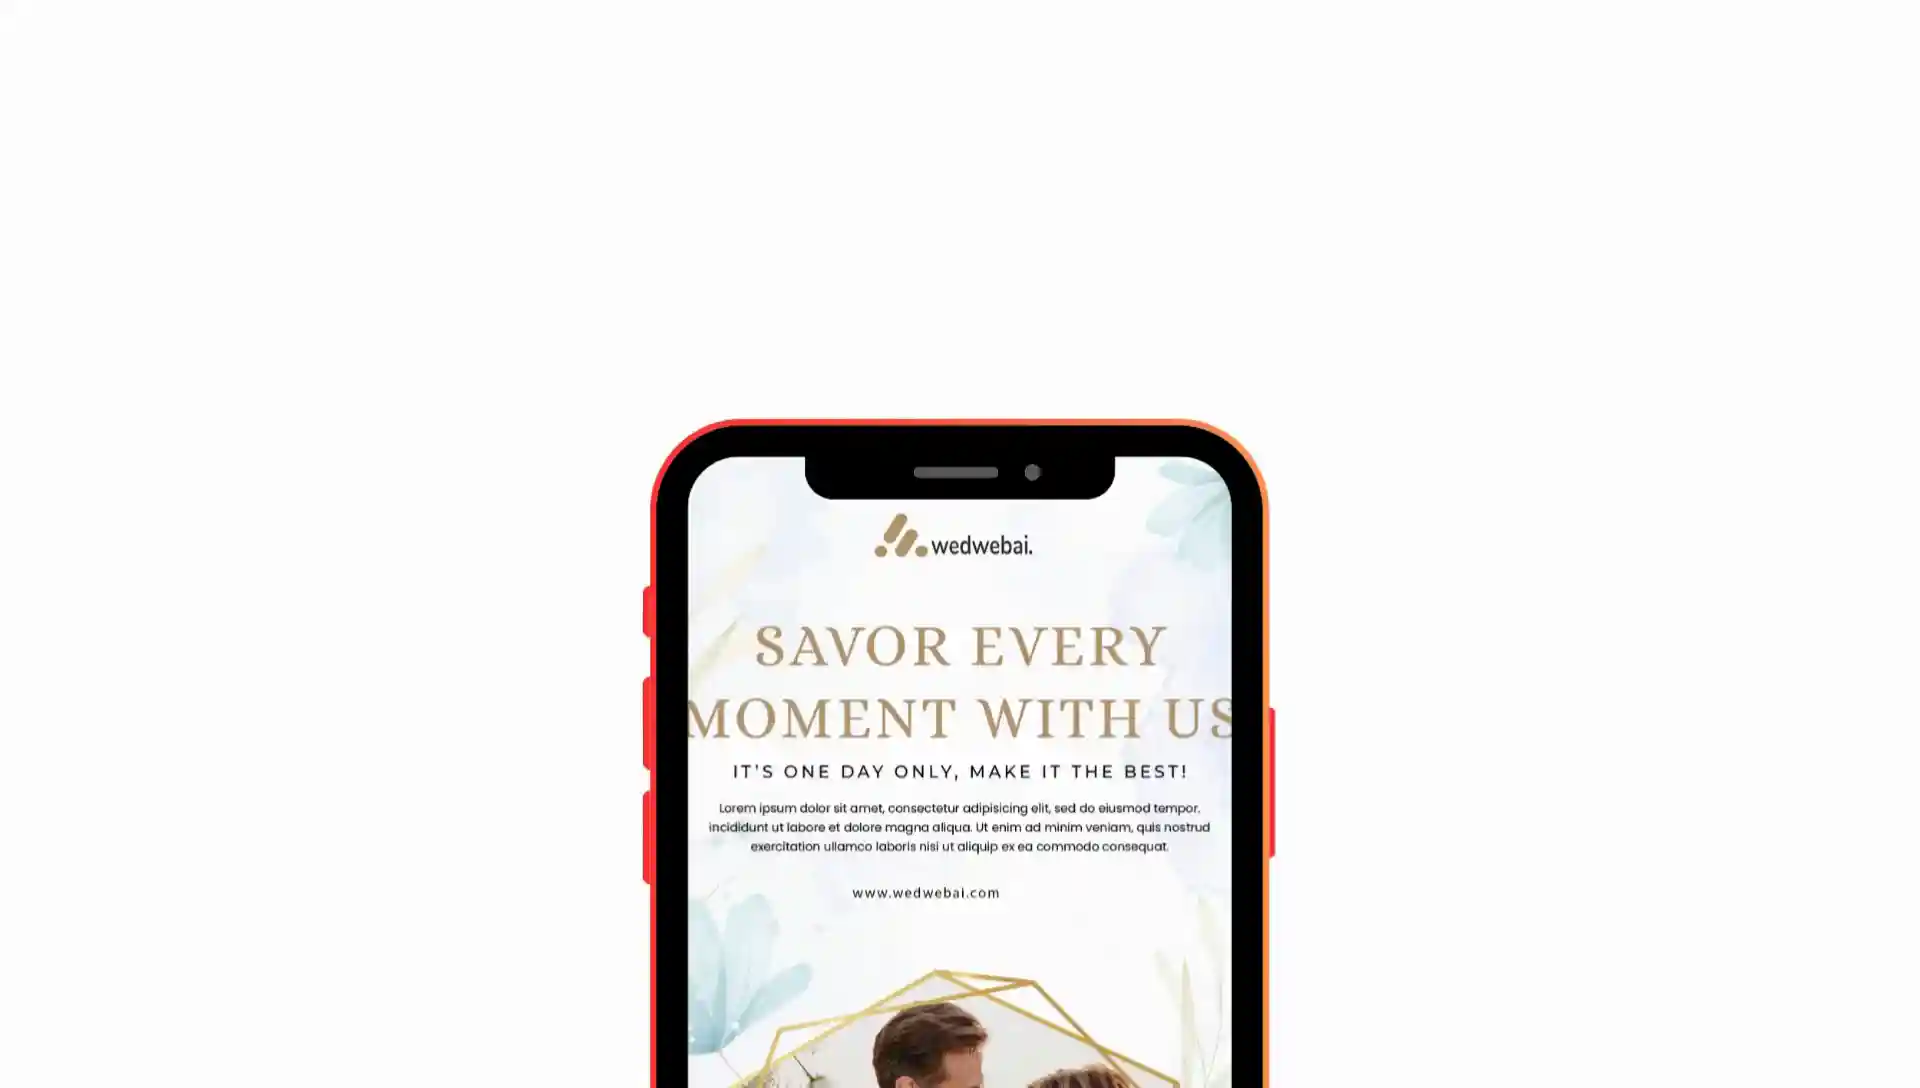 wedwebai.
SAVOR EVERY
MOMENT WITH US
IT'S ONE DAY ONLY, MAKE IT THE BEST!
Lorem ipsum dolor sit amet, consectetur adipisicing elit, sed do eiusmod tempor.
incididunt ut labore et dolore magna aliqua. Ut enim ad minim veniam, quis nostrud
exercitation ullamco laboris nisi ut aliquip ex ea commodo consequat.
www.wedwebai.com